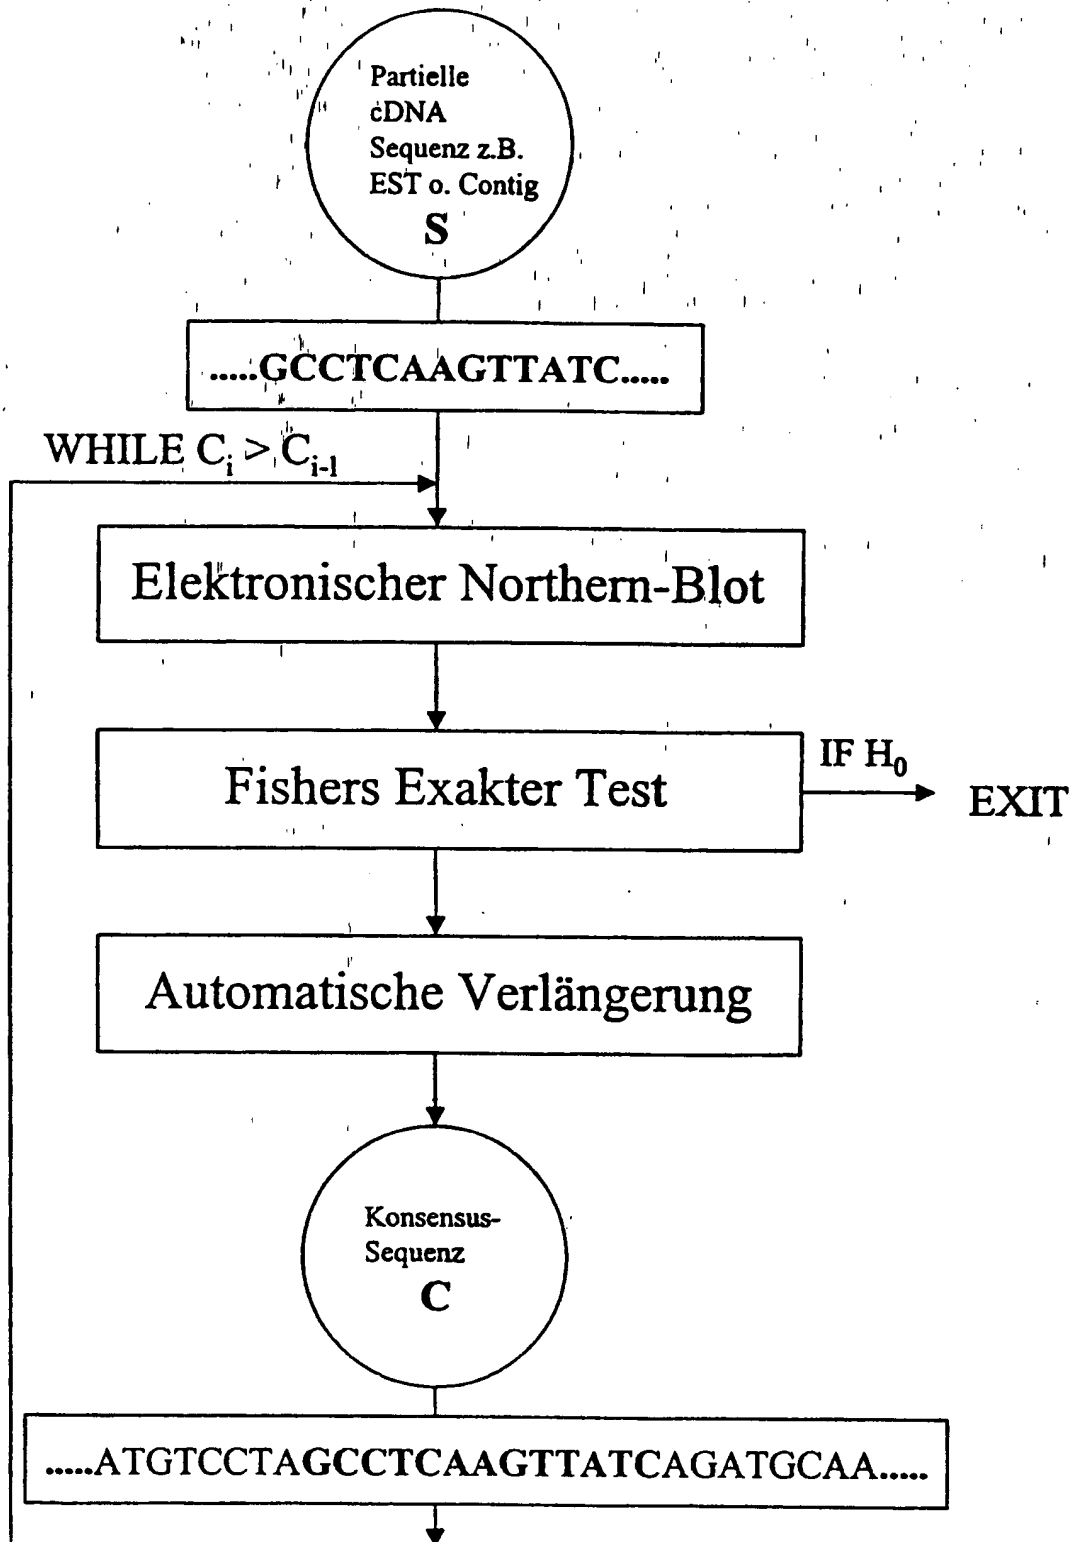 Partielle
cDNA
Sequenz z.B.
EST o. Contig
S
.....GCCTCAAGTTATC.....
WHILE Ci > Ci-1
Elektronischer Northern-Blot
Fishers Exakter Test
IF H0
EXIT
Automatische Verlängerung
Konsensus-
Sequenz
C
.....ATGTCCTAGCCTCAAGTTATCAGATGCAA.....